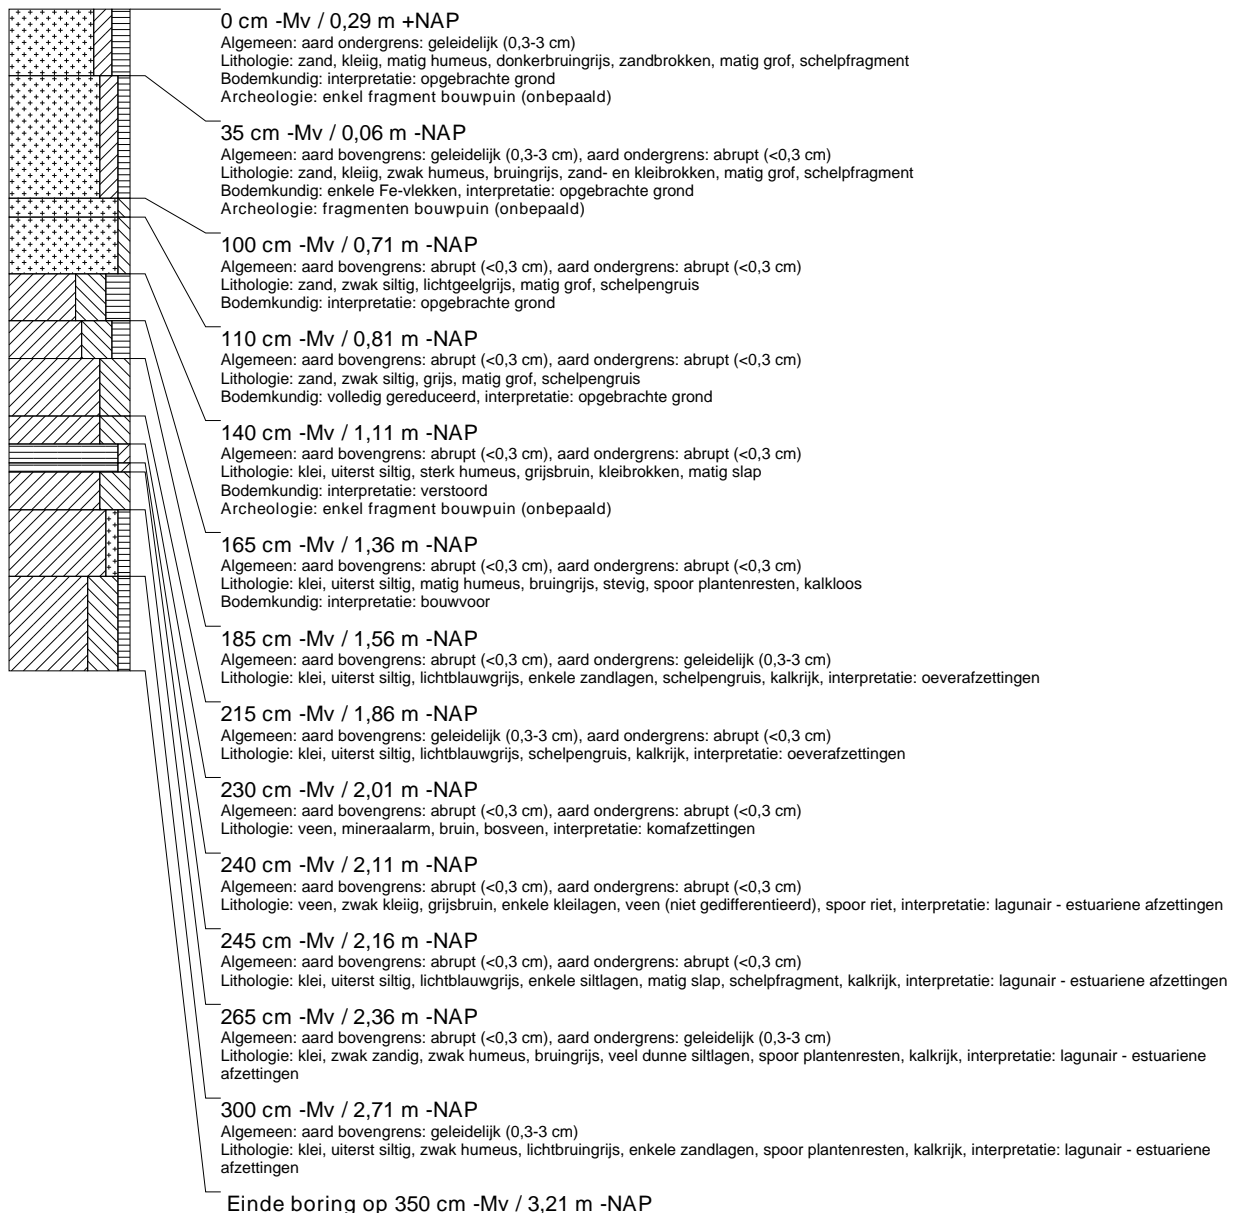 0 cm -Mv / 0,29 m +NAP
Algemeen: aard ondergrens: geleidelijk (0,3-3 cm)
Lithologie: zand, kleiig, matig humeus, donkerbruingrijs, zandbrokken, matig grof, schelpfragment
Bodemkundig: interpretatie: opgebrachte grond
Archeologie: enkel fragment bouwpuin (onbepaald)
35 cm -Mv / 0,06 m -NAP
Algemeen: aard bovengrens: geleidelijk (0,3-3 cm), aard ondergrens: abrupt (<0,3 cm)
Lithologie: zand, kleiig, zwak humeus, bruingrijs, zand- en kleibrokken, matig grof, schelpfragment
Bodemkundig: enkele Fe-vlekken, interpretatie: opgebrachte grond
Archeologie: fragmenten bouwpuin (onbepaald)
100 cm -Mv / 0,71 m -NAP
Algemeen: aard bovengrens: abrupt (<0,3 cm), aard ondergrens: abrupt (<0,3 cm)
Lithologie: zand, zwak siltig, lichtgeelgrijs, matig grof, schelpengruis
Bodemkundig: interpretatie: opgebrachte grond
110 cm -Mv / 0,81 m -NAP
Algemeen: aard bovengrens: abrupt (<0,3 cm), aard ondergrens: abrupt (<0,3 cm)
Lithologie: zand, zwak siltig, grijs, matig grof, schelpengruis
Bodemkundig: volledig gereduceerd, interpretatie: opgebrachte grond
140 cm -Mv / 1,11 m -NAP
Algemeen: aard bovengrens: abrupt (<0,3 cm), aard ondergrens: abrupt (<0,3 cm)
Lithologie: klei, uiterst siltig, sterk humeus, grijsbruin, kleibrokken, matig slap
Bodemkundig: interpretatie: verstoord
Archeologie: enkel fragment bouwpuin (onbepaald)
165 cm -Mv / 1,36 m -NAP
Algemeen: aard bovengrens: abrupt (<0,3 cm), aard ondergrens: abrupt (<0,3 cm)
Lithologie: klei, uiterst siltig, matig humeus, bruingrijs, stevig, spoor plantenresten, kalkloos
Bodemkundig: interpretatie: bouwvoor
185 cm -Mv / 1,56 m -NAP
Algemeen: aard bovengrens: abrupt (<0,3 cm), aard ondergrens: geleidelijk (0,3-3 cm)
Lithologie: klei, uiterst siltig, lichtblauwgrijs, enkele zandlagen, schelpengruis, kalkrijk, interpretatie: oeverafzettingen
215 cm -Mv / 1,86 m -NAP
Algemeen: aard bovengrens: geleidelijk (0,3-3 cm), aard ondergrens: abrupt (<0,3 cm)
Lithologie: klei, uiterst siltig, lichtblauwgrijs, schelpengruis, kalkrijk, interpretatie: oeverafzettingen
230 cm -Mv / 2,01 m -NAP
Algemeen: aard bovengrens: abrupt (<0,3 cm), aard ondergrens: abrupt (<0,3 cm)
Lithologie: veen, mineraalarm, bruin, bosveen, interpretatie: komafzettingen
240 cm -Mv / 2,11 m -NAP
Algemeen: aard bovengrens: abrupt (<0,3 cm), aard ondergrens: abrupt (<0,3 cm)
Lithologie: veen, zwak kleiig, grijsbruin, enkele kleilagen, veen (niet gedifferentieerd), spoor riet, interpretatie: lagunair - estuariene afzettingen
245 cm -Mv / 2,16 m -NAP
Algemeen: aard bovengrens: abrupt (<0,3 cm), aard ondergrens: abrupt (<0,3 cm)
Lithologie: klei, uiterst siltig, lichtblauwgrijs, enkele siltlagen, matig slap, schelpfragment, kalkrijk, interpretatie: lagunair - estuariene afzettingen
265 cm -Mv / 2,36 m -NAP
Algemeen: aard bovengrens: abrupt (<0,3 cm), aard ondergrens: geleidelijk (0,3-3 cm)
Lithologie: klei, zwak zandig, zwak humeus, bruingrijs, veel dunne siltlagen, spoor plantenresten, kalkrijk, interpretatie: lagunair - estuariene
afzettingen
300 cm -Mv / 2,71 m -NAP
Algemeen: aard bovengrens: geleidelijk (0,3-3 cm)
Lithologie: klei, uiterst siltig, zwak humeus, lichtbruingrijs, enkele zandlagen, spoor plantenresten, kalkrijk, interpretatie: lagunair - estuariene
afzettingen
Einde boring op 350 cm -Mv / 3,21 m -NAP